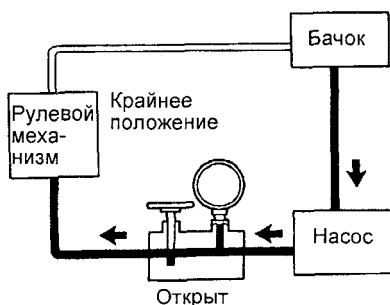 Бачок
Рулевой
меха-
низм
Крайнее
положение
Насос
Открыт